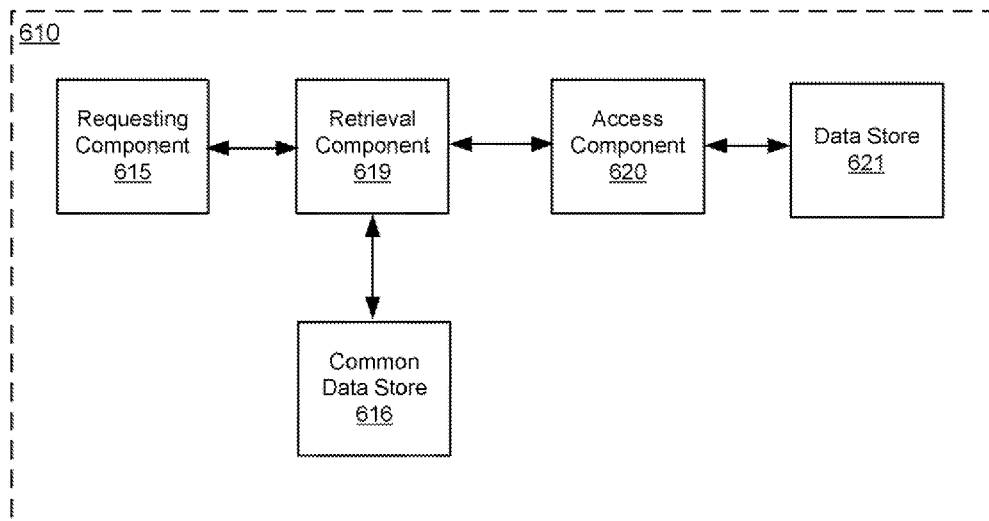 610
Requesting
Component
615
Retrieval
Component
619
Access
Component
620
Data Store
621
Common
Data Store
616